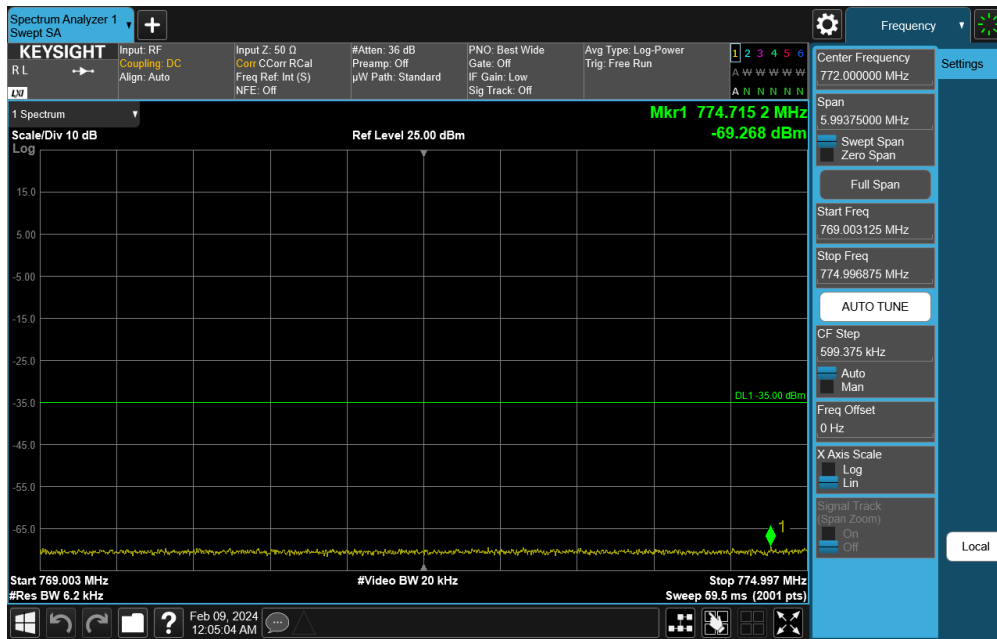 Spectrum Analyzer 1
Swept SA
Frequency
KEYSIGHT
R L
LXI
Input: RF
Coupling: DC
Align: Auto
Input Z: 50 Ω
Corr CCorr RCal
Freq Ref: Int (S)
NFE: Off
#Atten: 36 dB
Preamp: Off
µW Path: Standard
PNO: Best Wide
Gate: Off
IF Gain: Low
Sig Track: Off
Avg Type: Log-Power
Trig: Free Run
1 2 3 4 5 6
A W W W W W
A N N N N N
1 Spectrum
Scale/Div 10 dB
Log
Ref Level 25.00 dBm
Mkr1 774.715 2 MHz
-69.268 dBm
15.0
5.00
-5.00
-15.0
-25.0
-35.0
-45.0
-55.0
-65.0
DL1 -35.00 dBm
1
Start 769.003 MHz
#Res BW 6.2 kHz
#Video BW 20 kHz
Stop 774.997 MHz
Sweep 59.5 ms (2001 pts)
Center Frequency
772.000000 MHz
Span
5.99375000 MHz
Swept Span
Zero Span
Full Span
Start Freq
769.003125 MHz
Stop Freq
774.996875 MHz
AUTO TUNE
CF Step
599.375 kHz
Auto
Man
Freq Offset
0 Hz
X Axis Scale
Log
Lin
Signal Track
(Span Zoom)
On
Off
Settings
Local
?
Feb 09, 2024
12:05:04 AM